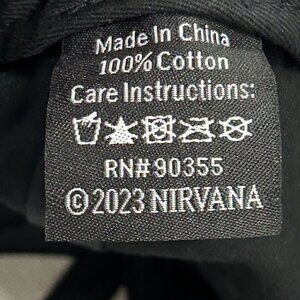 Made In China
100% Cotton
Care Instructions:
RN#90355
©2023 NIRVANA